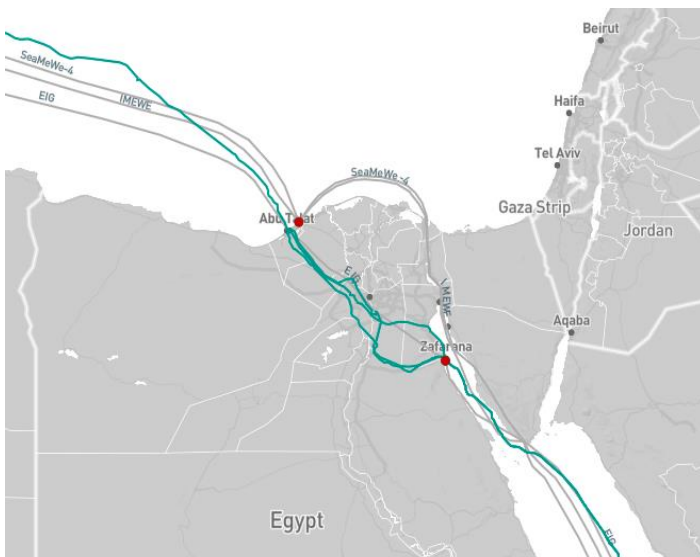 Beirut
SeaMeWe-4
IMEWE
EIG
Haifa
Tel Aviv
SeaMeWe-4
Gaza Strip
Abu Talat
Jordan
EIG
IMEWE
Aqaba
Zafarana
Egypt
EIG